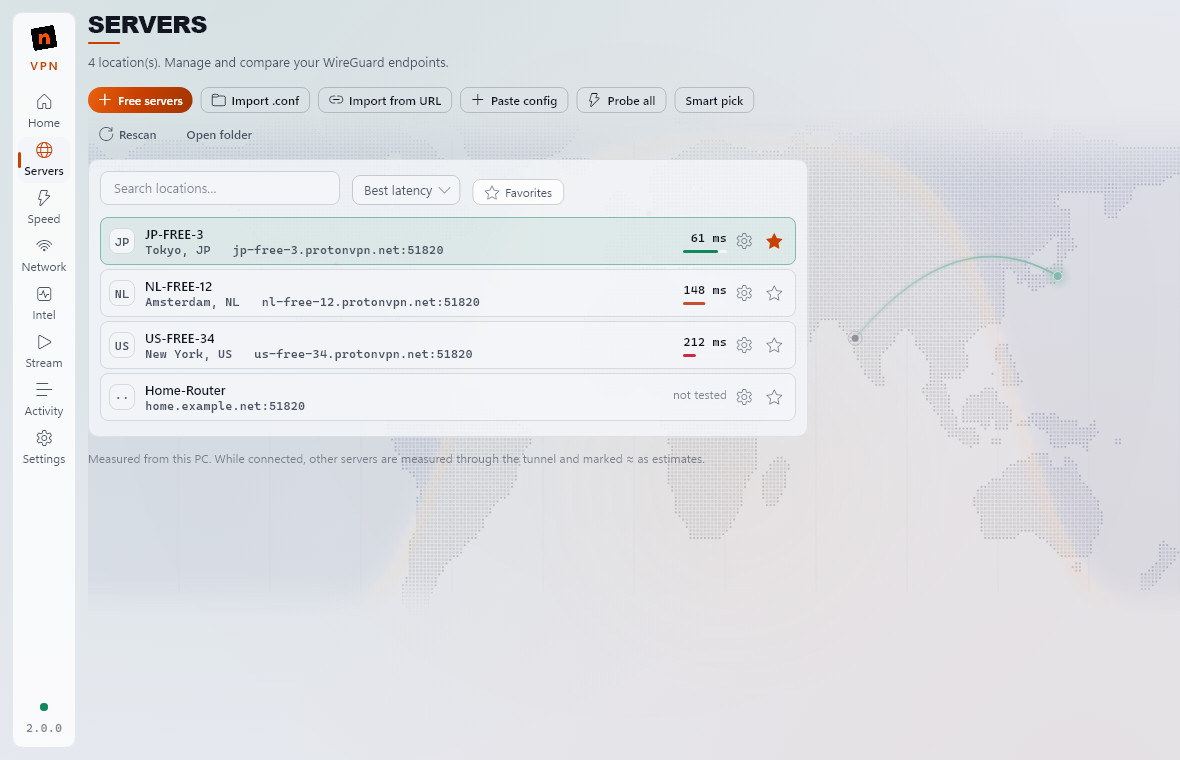 SERVERS
4 location(s). Manage and compare your WireGuard endpoints.
n
VPN
Home
Servers
Speed
Network
Intel
Stream
Activity
Settings
2.0.0
Free servers
Import .conf
Import from URL
Paste config
Probe all
Smart pick
Rescan
Open folder
Search locations...
Best latency
Favorites
JP
JP-FREE-3
Tokyo, JP jp-free-3.protonvpn.net:51820
61 ms
NL
NL-FREE-12
Amsterdam, NL nl-free-12.protonvpn.net:51820
148 ms
US
US-FREE-34
New York, US us-free-34.protonvpn.net:51820
212 ms
··
Home-Router
home.example.net:51820
not tested
Measured from this PC. While connected, other servers are measured through the tunnel and marked ≈ as estimates.